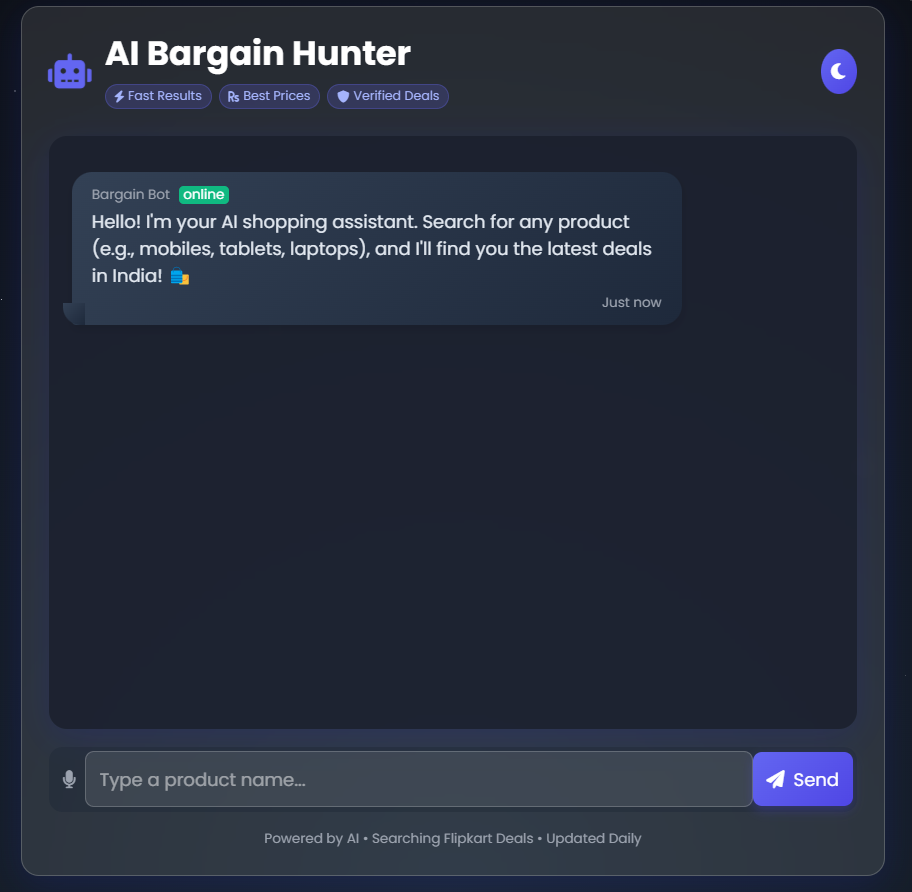 AI Bargain Hunter
Fast Results
₨ Best Prices
Verified Deals
Bargain Bot online
Hello! I'm your AI shopping assistant. Search for any product
(e.g., mobiles, tablets, laptops), and I'll find you the latest deals
in India! 🛍️
Just now
Type a product name...
Send
Powered by AI • Searching Flipkart Deals • Updated Daily